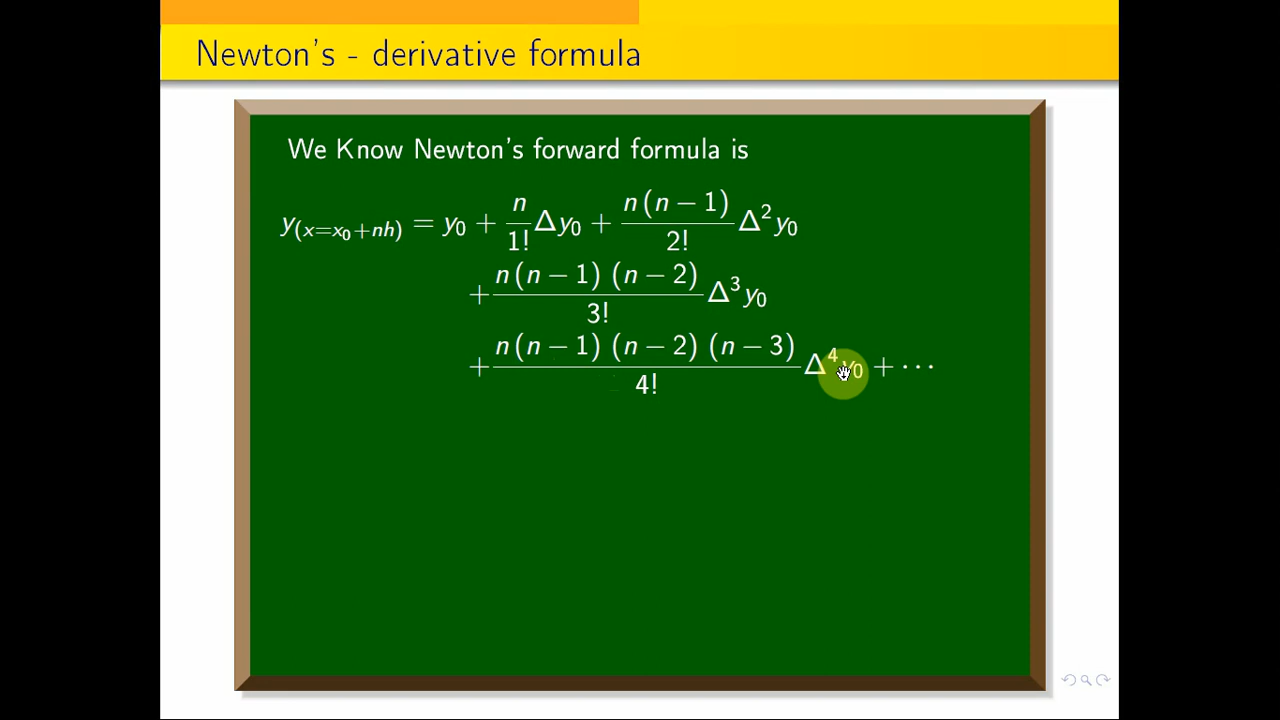 Newton's - derivative formula
We Know Newton's forward formula is
y₍ₓ₌ₓ₀₊ₙₕ₎ = y₀ + n/1! Δy₀ + n(n − 1)/2! Δ²y₀
+ n(n − 1) (n − 2)/3! Δ³y₀
+ n(n − 1) (n − 2) (n − 3)/4! Δ⁴y₀ + ⋯